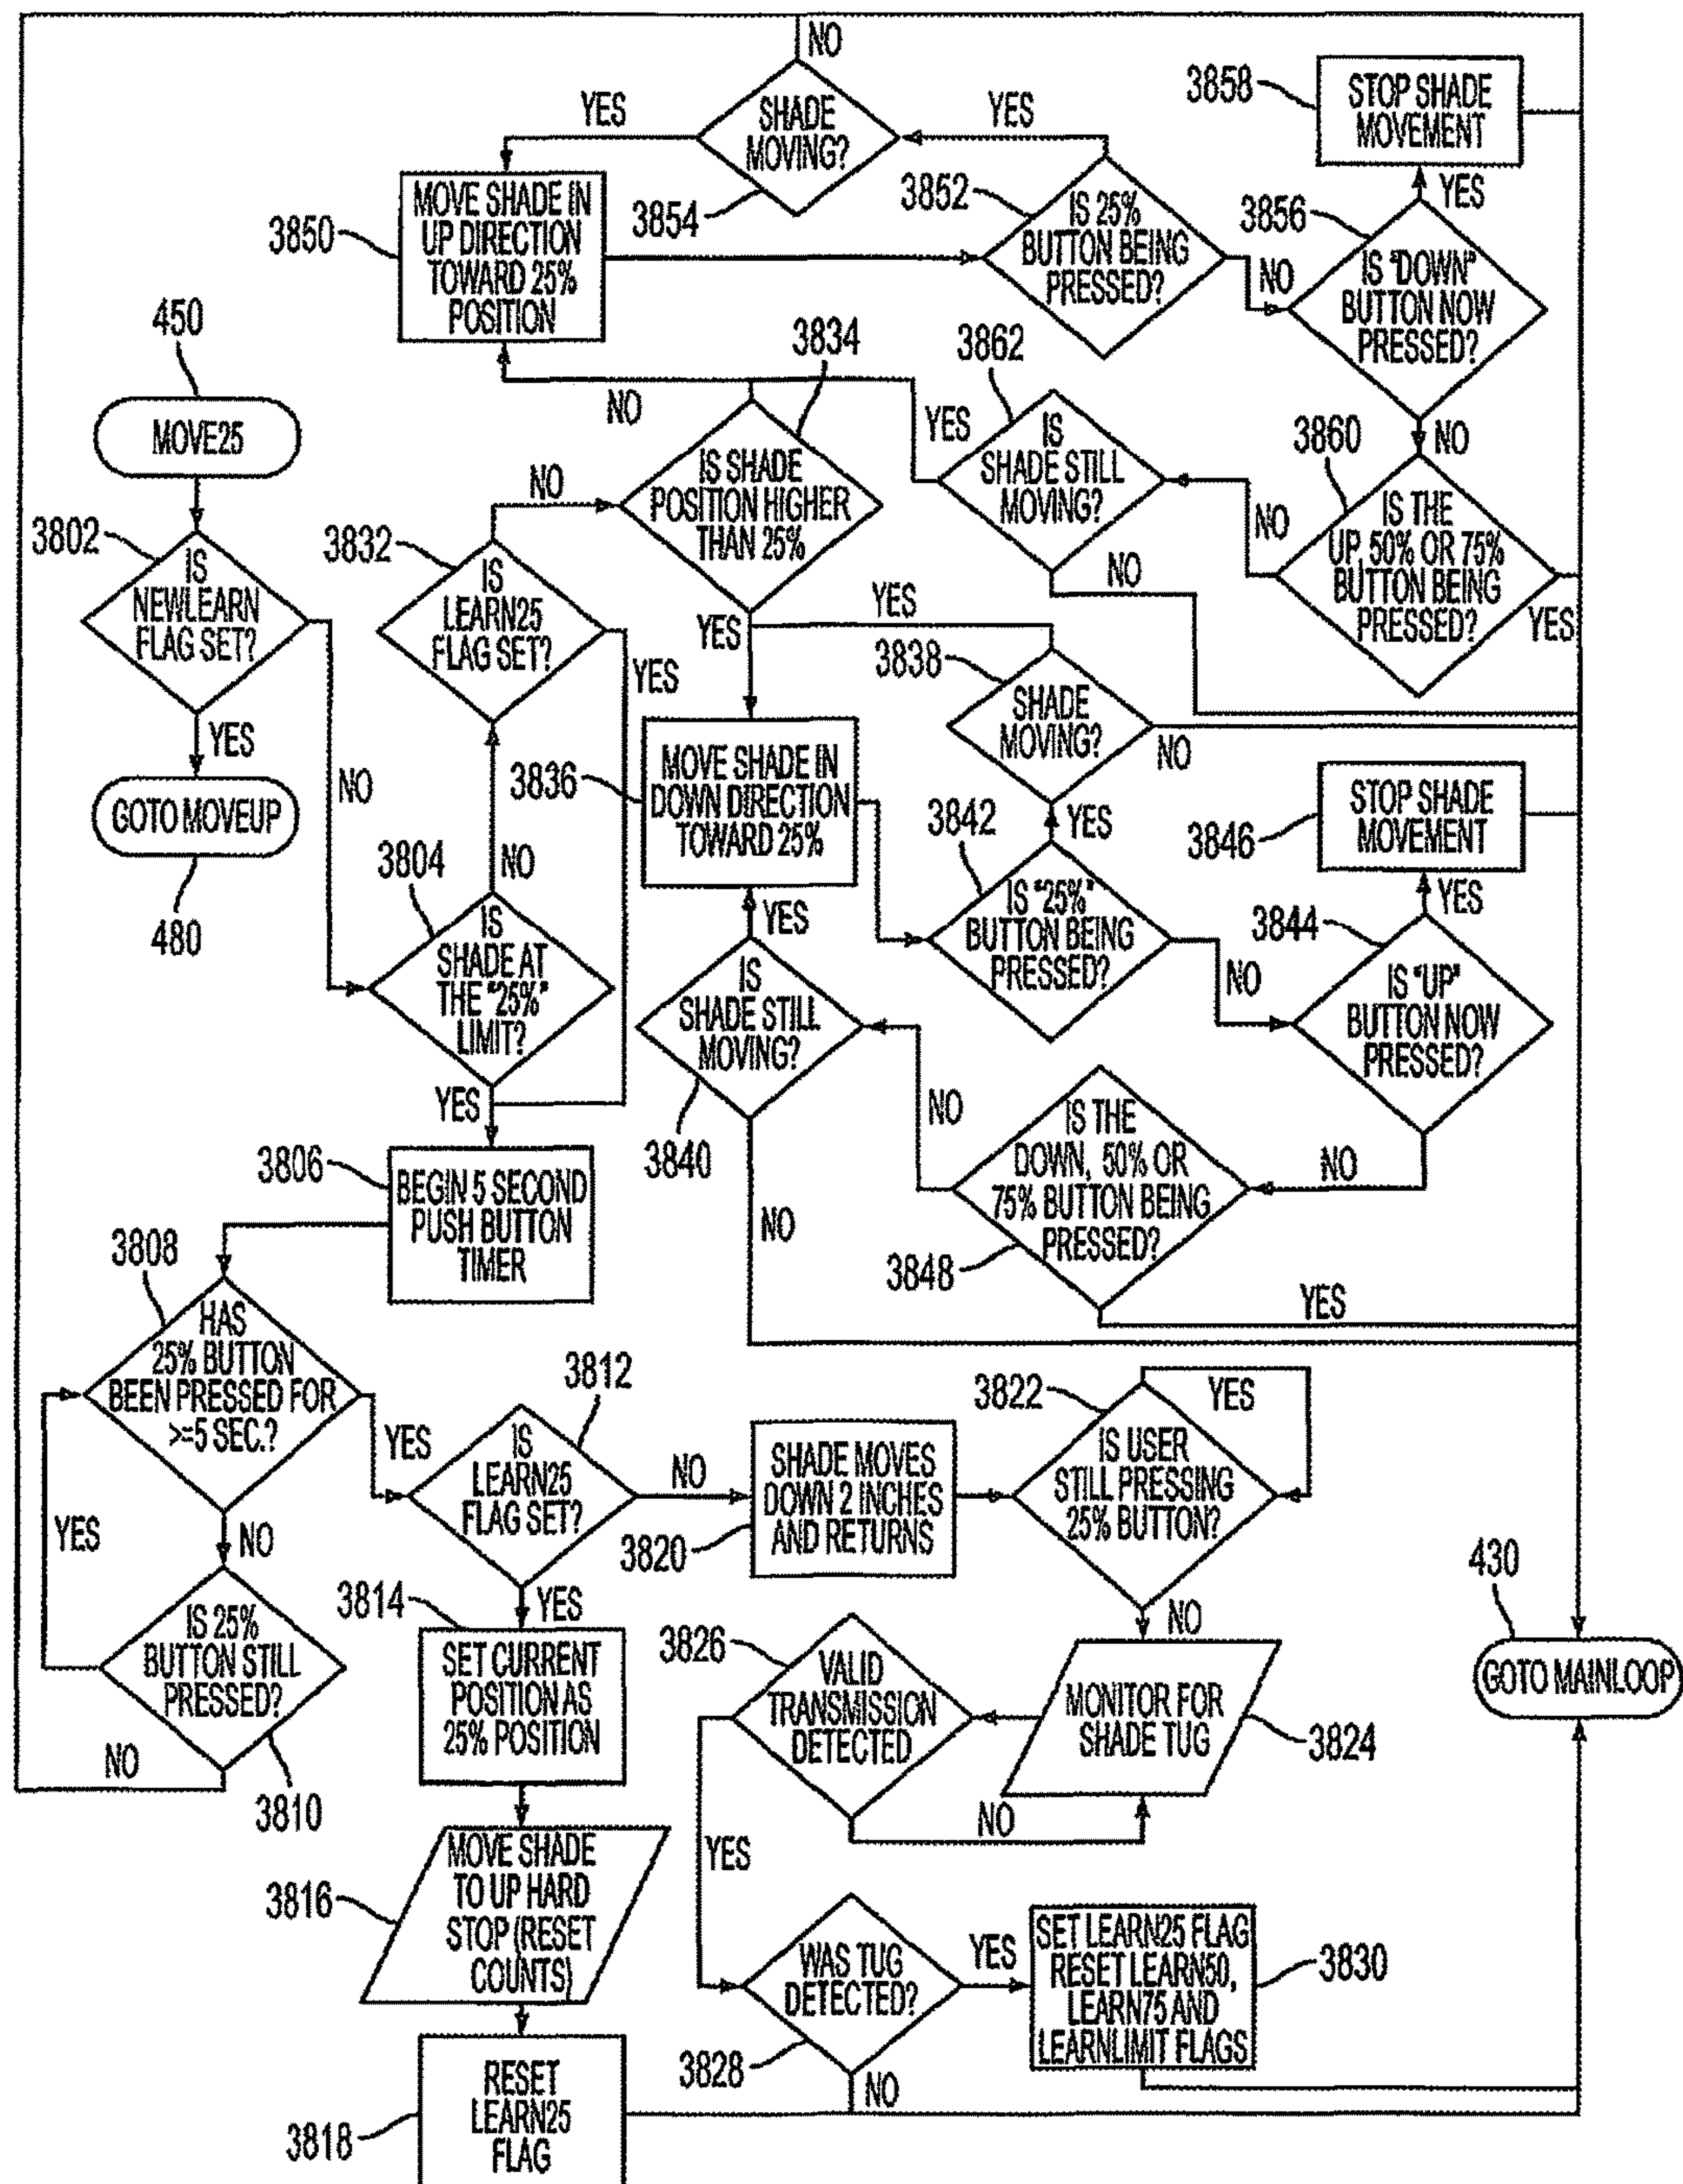 NO
3858
STOP SHADE
MOVEMENT
YES
SHADE
MOVING?
YES
3854
3852
IS 25%
BUTTON BEING
PRESSED?
3856
YES
3850
MOVE SHADE IN
UP DIRECTION
TOWARD 25%
POSITION
NO
IS "DOWN"
BUTTON NOW
PRESSED?
450
MOVE25
3834
3862
NO
YES
IS
SHADE STILL
MOVING?
3860
NO
3802
IS
NEWLEARN
FLAG SET?
3832
NO
IS SHADE
POSITION HIGHER
THAN 25%
IS THE
UP, 50% OR 75%
BUTTON BEING
PRESSED?
NO
NO
YES
IS
LEARN25
FLAG SET?
YES
YES
YES
3838
SHADE
MOVING?
NO
YES
GOTO MOVEUP
480
NO
3836
MOVE SHADE IN
DOWN DIRECTION
TOWARD 25%
3842
YES
3846
STOP SHADE
MOVEMENT
3804
NO
IS
SHADE AT
THE "25%"
LIMIT?
YES
IS "25%"
BUTTON BEING
PRESSED?
3844
YES
NO
IS "UP"
BUTTON NOW
PRESSED?
IS
SHADE STILL
MOVING?
3840
YES
NO
IS THE
DOWN, 50% OR
75% BUTTON BEING
PRESSED?
NO
3848
YES
NO
3806
BEGIN 5 SECOND
PUSH BUTTON
TIMER
3808
HAS
25% BUTTON
BEEN PRESSED FOR
>=5 SEC.?
YES
3812
IS
LEARN25
FLAG SET?
NO
SHADE MOVES
DOWN 2 INCHES
AND RETURNS
3820
3822
YES
IS USER
STILL PRESSING
25% BUTTON?
YES
NO
IS 25%
BUTTON STILL
PRESSED?
NO
3810
YES
3814
SET CURRENT
POSITION AS
25% POSITION
3826
VALID
TRANSMISSION
DETECTED
NO
MONITOR FOR
SHADE TUG
3824
NO
430
GOTO MAINLOOP
YES
3816
MOVE SHADE
TO UP HARD
STOP (RESET
COUNTS)
WAS TUG
DETECTED?
YES
3828
NO
SET LEARN25 FLAG
RESET LEARN50,
LEARN75 AND
LEARNLIMIT FLAGS
3830
3818
RESET
LEARN25
FLAG